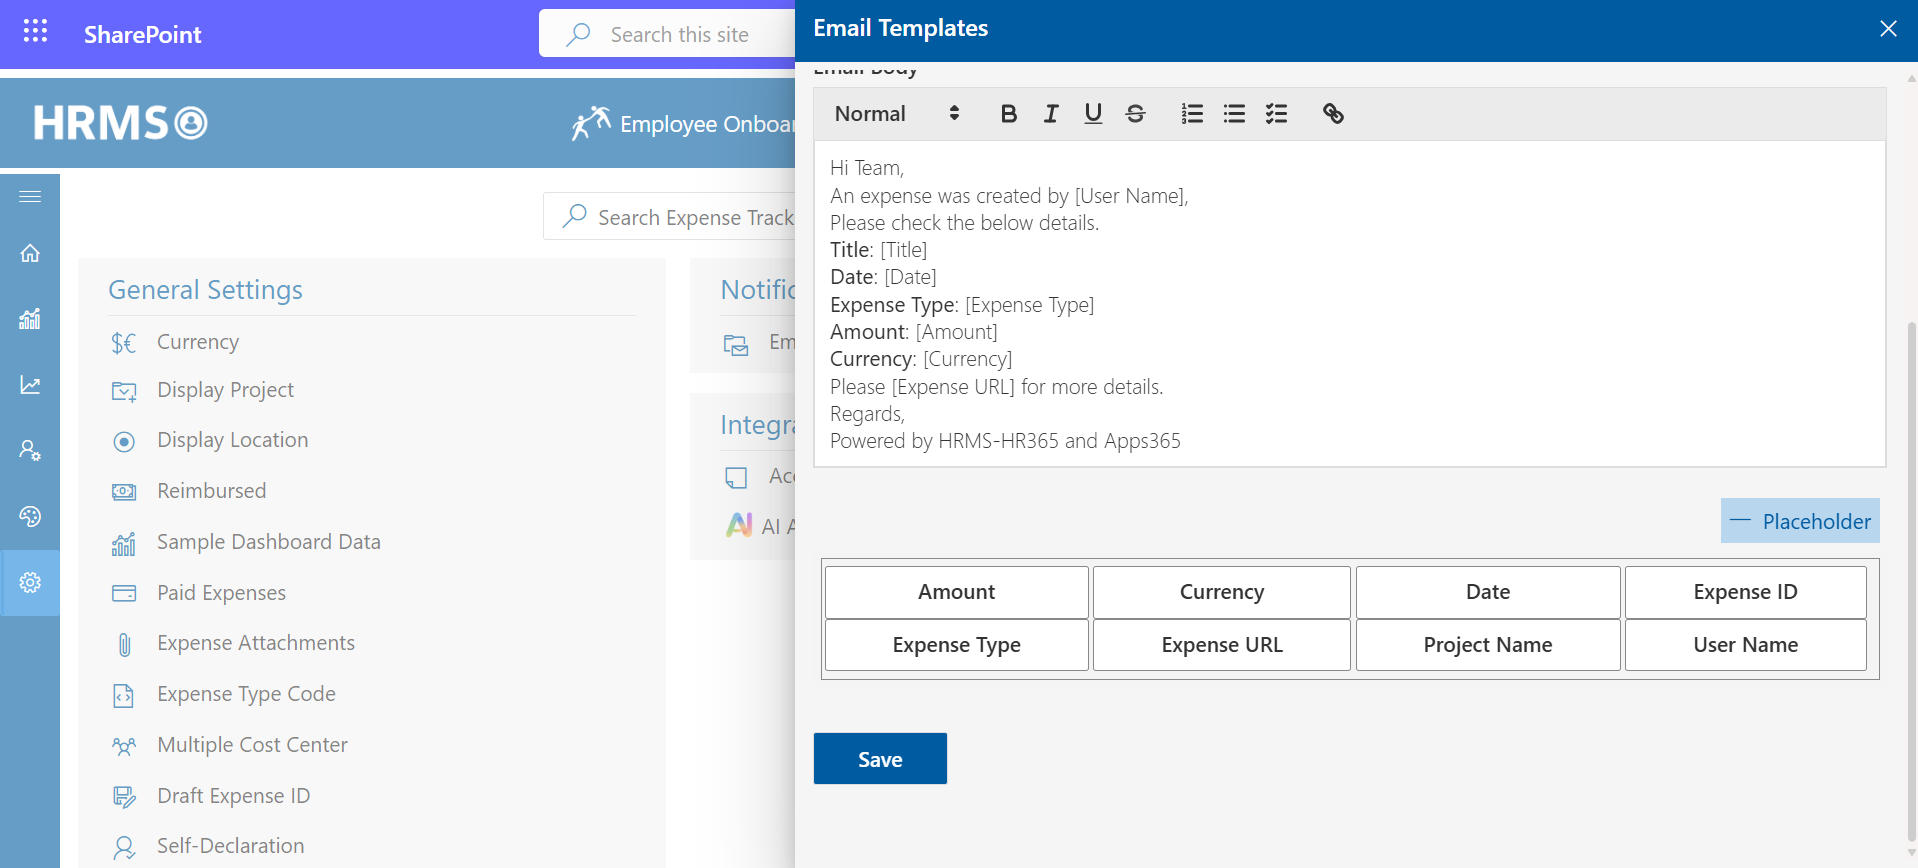 SharePoint
Search this site
HRMS
Employee Onboar
Search Expense Track
General Settings
Currency
Display Project
Display Location
Reimbursed
Sample Dashboard Data
Paid Expenses
Expense Attachments
Expense Type Code
Multiple Cost Center
Draft Expense ID
Self-Declaration
Notific
Em
Integra
Acc
AI A
Email Templates
Email Body
Normal
Hi Team,
An expense was created by [User Name],
Please check the below details.
Title: [Title]
Date: [Date]
Expense Type: [Expense Type]
Amount: [Amount]
Currency: [Currency]
Please [Expense URL] for more details.
Regards,
Powered by HRMS-HR365 and Apps365
Placeholder
Amount Currency Date Expense ID
Expense Type Expense URL Project Name User Name
Save